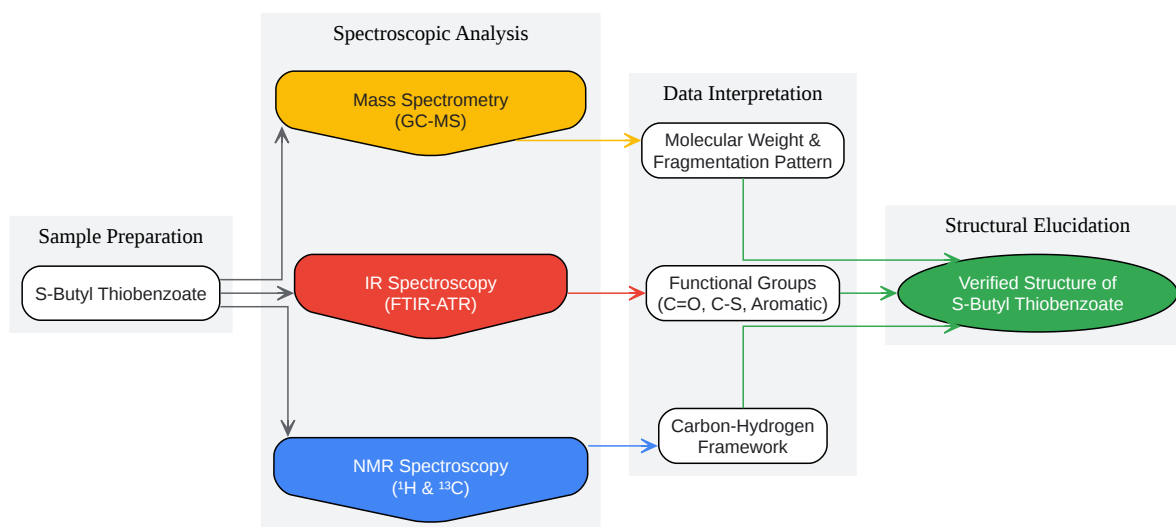 Sample Preparation
S-Butyl Thiobenzoate
Spectroscopic Analysis
Mass Spectrometry
(GC-MS)
IR Spectroscopy
(FTIR-ATR)
NMR Spectroscopy
(¹H & ¹³C)
Data Interpretation
Molecular Weight &
Fragmentation Pattern
Functional Groups
(C=O, C-S, Aromatic)
Carbon-Hydrogen
Framework
Structural Elucidation
Verified Structure of
S-Butyl Thiobenzoate